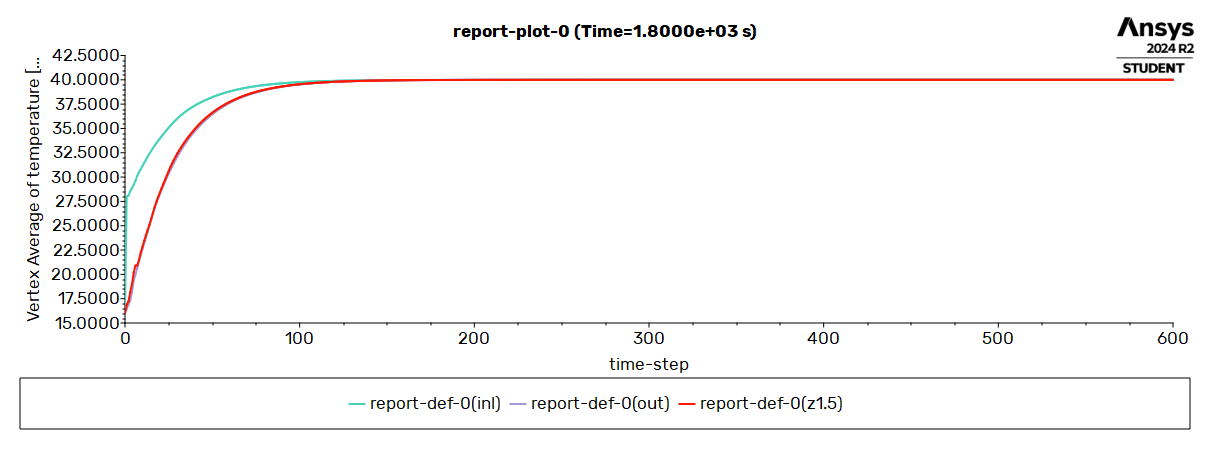 report-plot-0 (Time=1.8000e+03 s)
Ansys
2024 R2
STUDENT
Vertex Average of temperature [...
42.5000
40.0000
37.5000
35.0000
32.5000
30.0000
27.5000
25.0000
22.5000
20.0000
17.5000
15.0000
0 100 200 300 400 500 600
time-step
report-def-0(inl) report-def-0(out) report-def-0(z1.5)